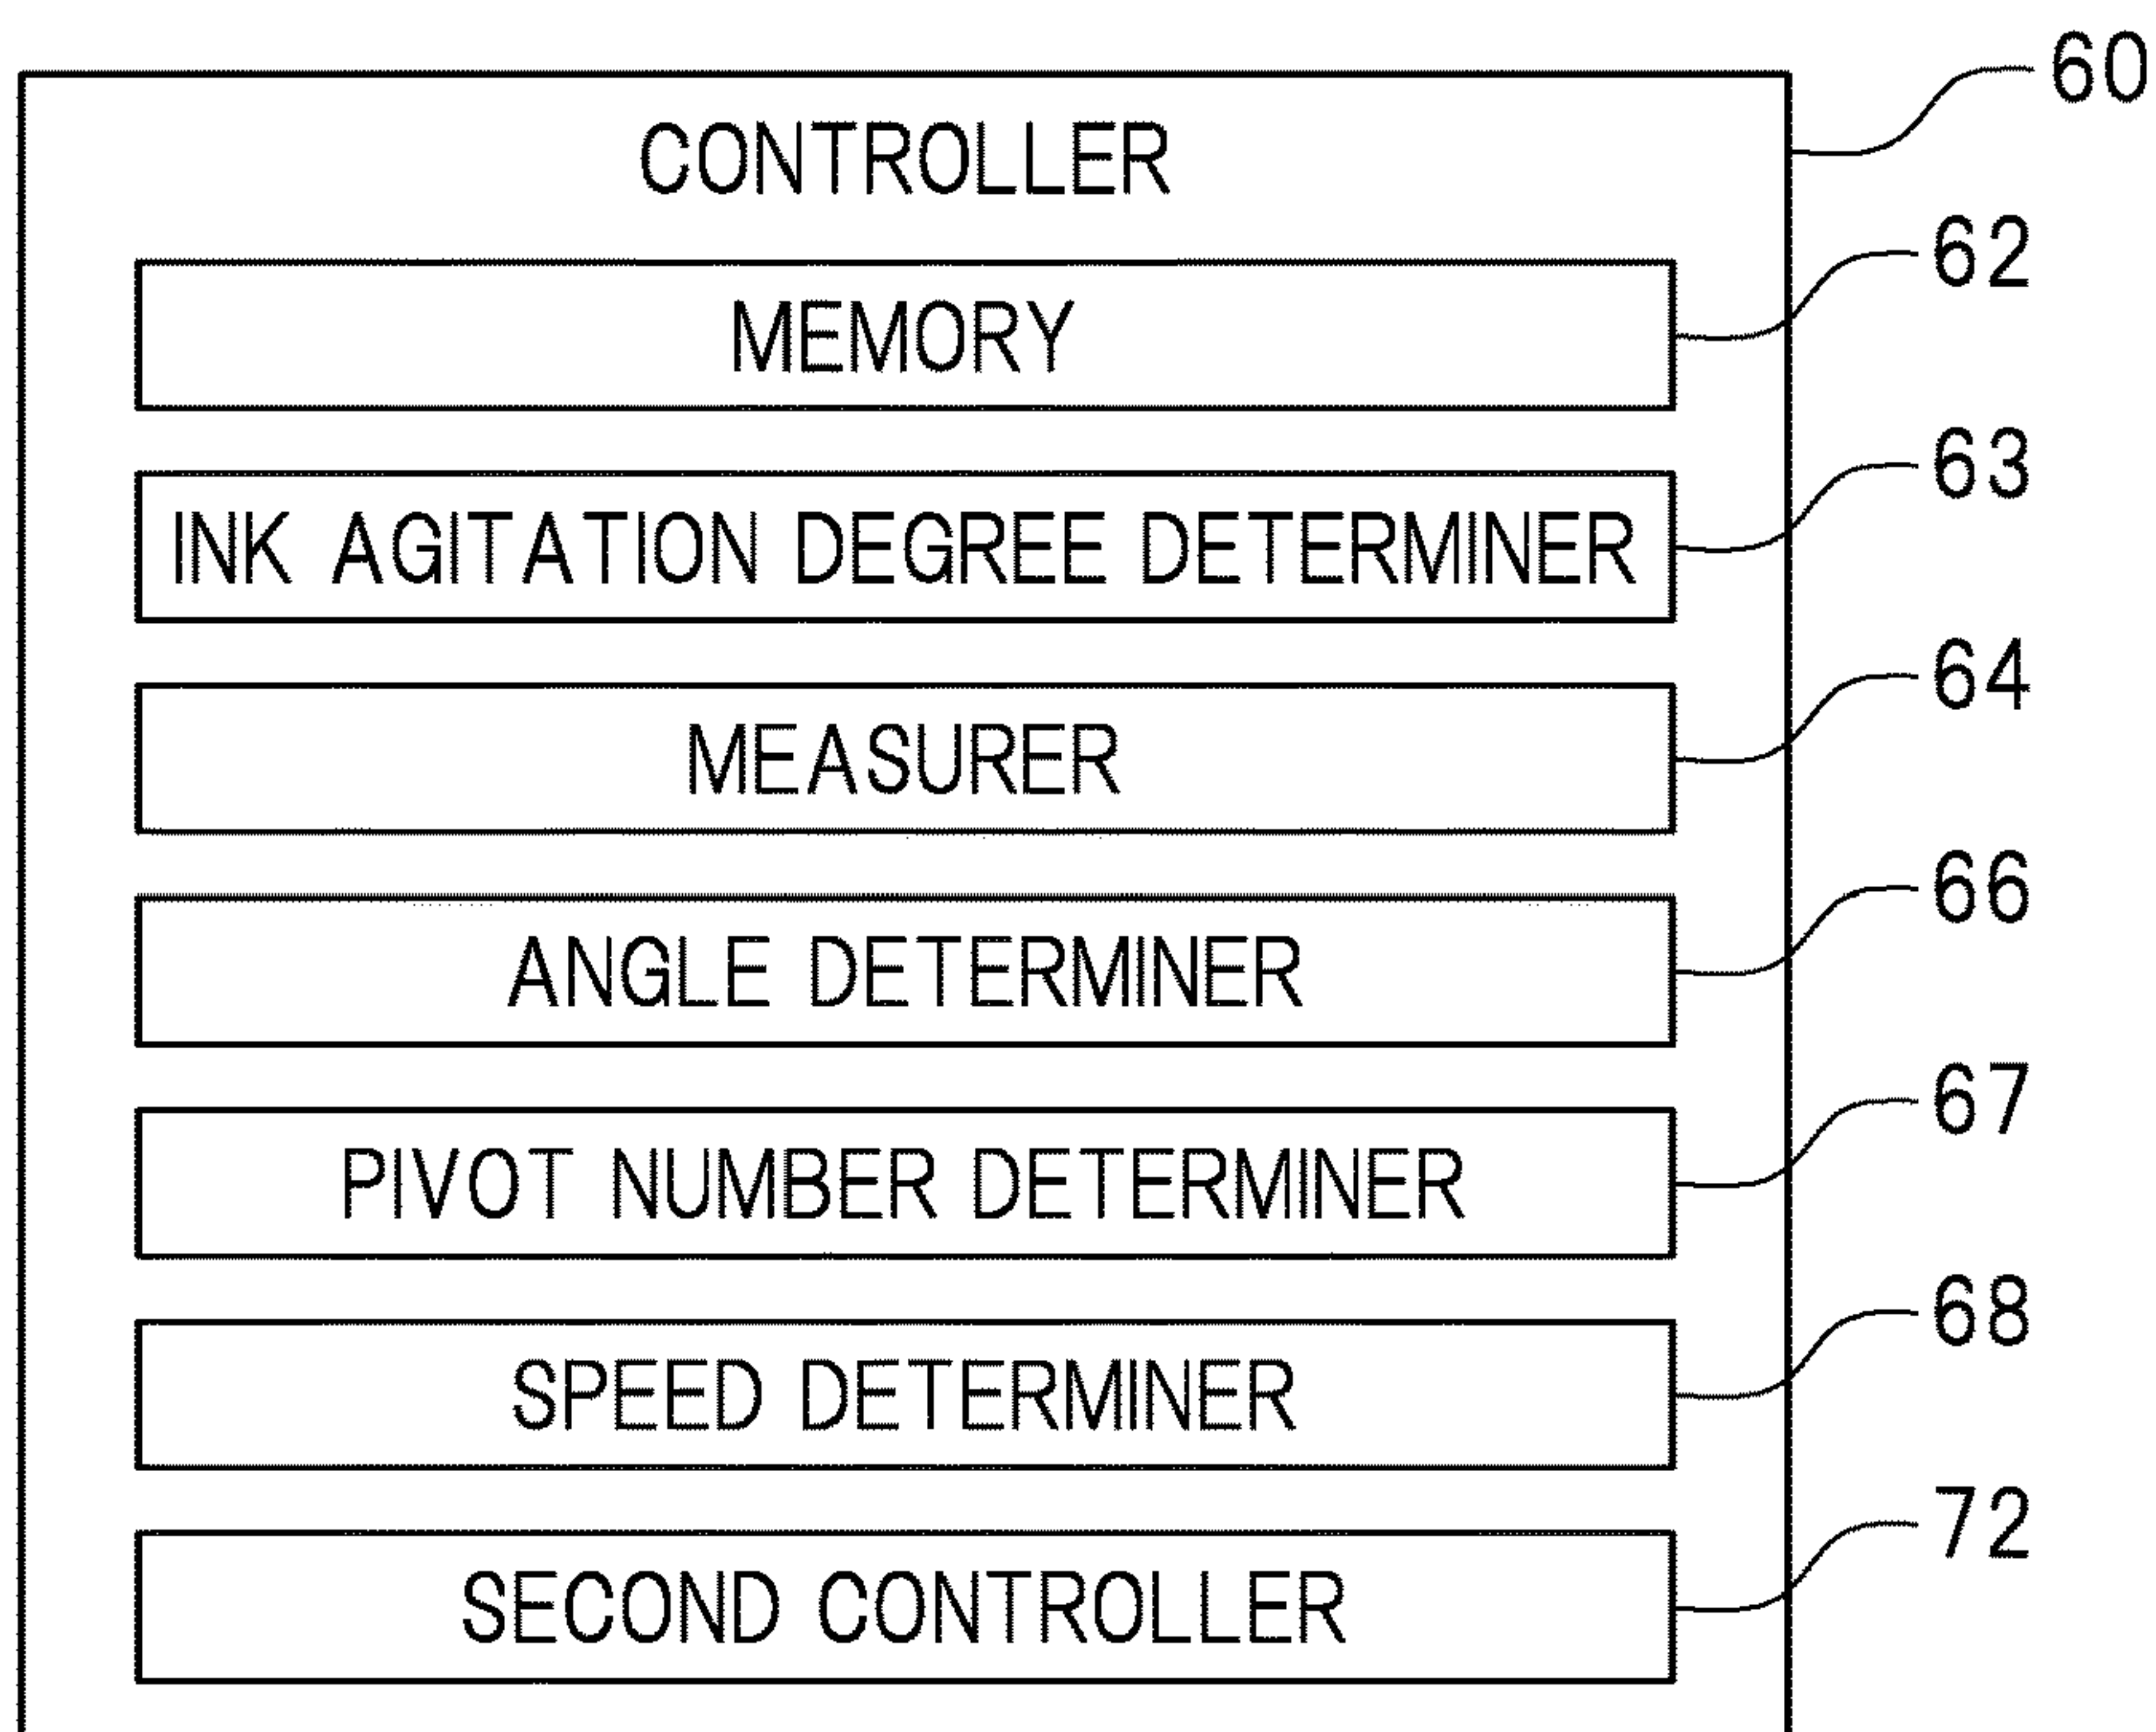 60
CONTROLLER
62
MEMORY
63
INK AGITATION DEGREE DETERMINER
64
MEASURER
66
ANGLE DETERMINER
67
PIVOT NUMBER DETERMINER
68
SPEED DETERMINER
72
SECOND CONTROLLER